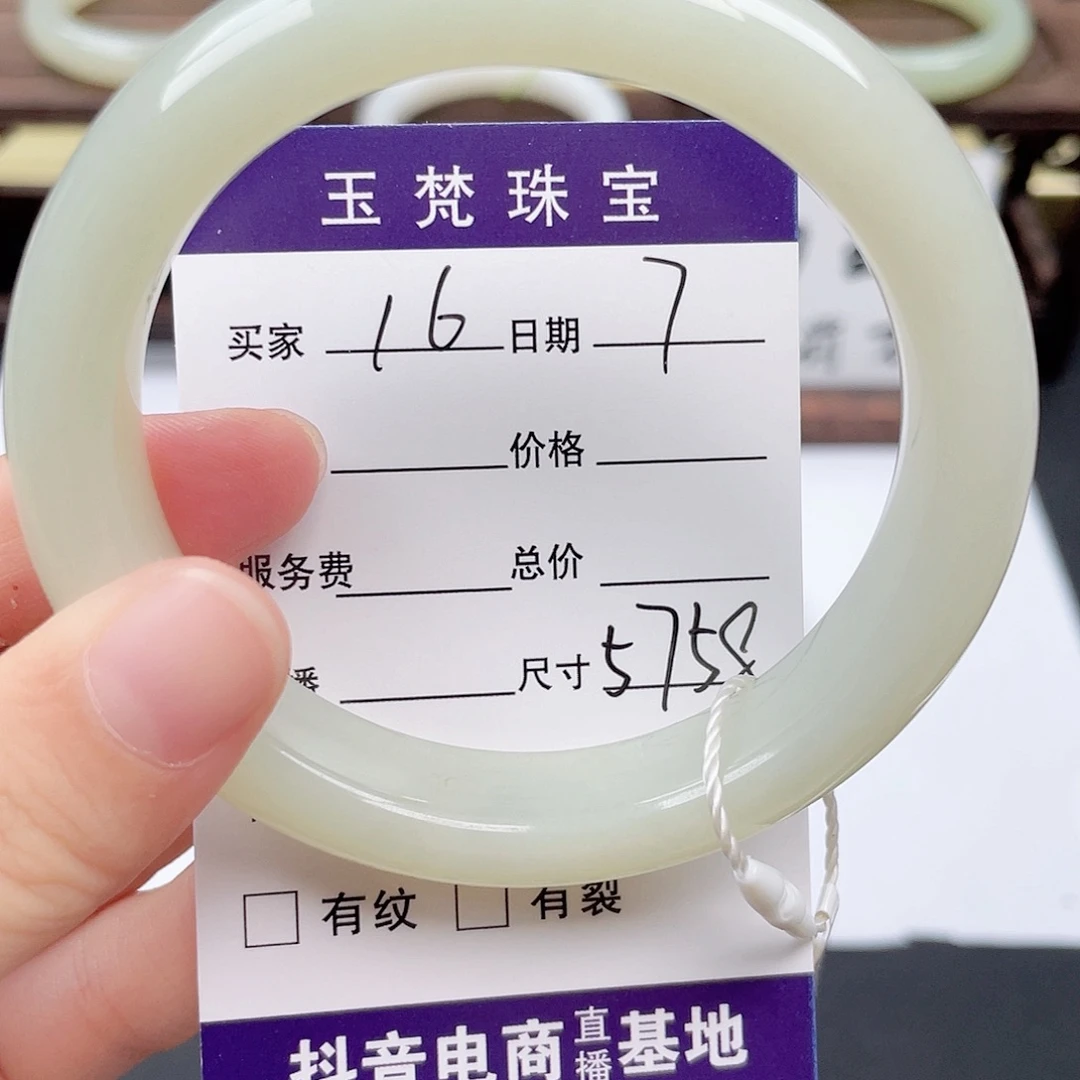 玉梵珠宝
买家 16 日期 7
价格
服务费 总价
播 尺寸 5758
有纹 有裂
抖音电商直播基地